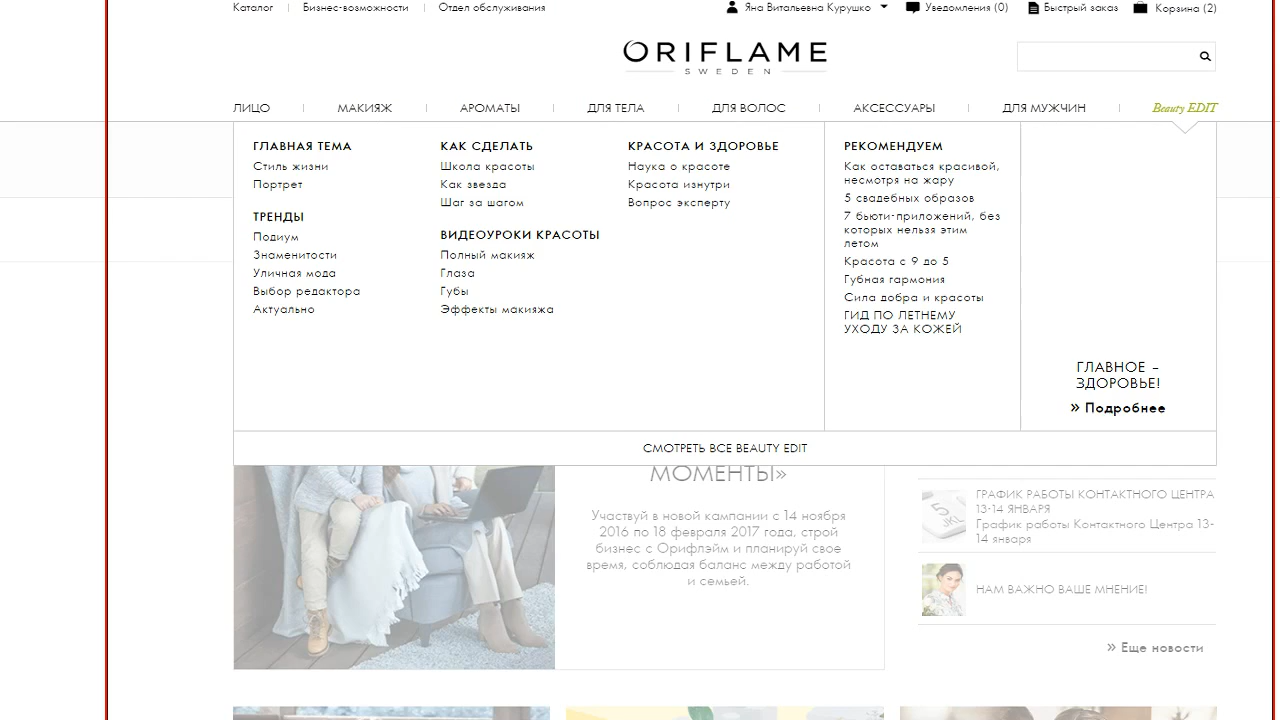 Каталог
Бизнес-возможности
Отдел обслуживания
Яна Витальевна Курушко
Уведомления (0)
Быстрый заказ
Корзина (2)
ORIFLAME
SWEDEN
ЛИЦО
МАКИЯЖ
АРОМАТЫ
ДЛЯ ТЕЛА
ДЛЯ ВОЛОС
АКСЕССУАРЫ
ДЛЯ МУЖЧИН
Beauty EDIT
ГЛАВНАЯ ТЕМА
Стиль жизни
Портрет
ТРЕНДЫ
Подиум
Знаменитости
Уличная мода
Выбор редактора
Актуально
КАК СДЕЛАТЬ
Школа красоты
Как звезда
Шаг за шагом
ВИДЕОУРОКИ КРАСОТЫ
Полный макияж
Глаза
Губы
Эффекты макияжа
КРАСОТА И ЗДОРОВЬЕ
Наука о красоте
Красота изнутри
Вопрос эксперту
РЕКОМЕНДУЕМ
Как оставаться красивой,
несмотря на жару
5 свадебных образов
7 бьюти-приложений, без
которых нельзя этим
летом
Красота с 9 до 5
Губная гармония
Сила добра и красоты
ГИД ПО ЛЕТНЕМУ
УХОДУ ЗА КОЖЕЙ
ГЛАВНОЕ –
ЗДОРОВЬЕ!
» Подробнее
СМОТРЕТЬ ВСЕ BEAUTY EDIT
МОМЕНТЫ»
Участвуй в новой кампании с 14 ноября
2016 по 18 февраля 2017 года, строй
бизнес с Орифлэйм и планируй свое
время, соблюдая баланс между работой
и семьей.
5
JKL
ГРАФИК РАБОТЫ КОНТАКТНОГО ЦЕНТРА
13-14 ЯНВАРЯ
График работы Контактного Центра 13-
14 января
НАМ ВАЖНО ВАШЕ МНЕНИЕ!
» Еще новости